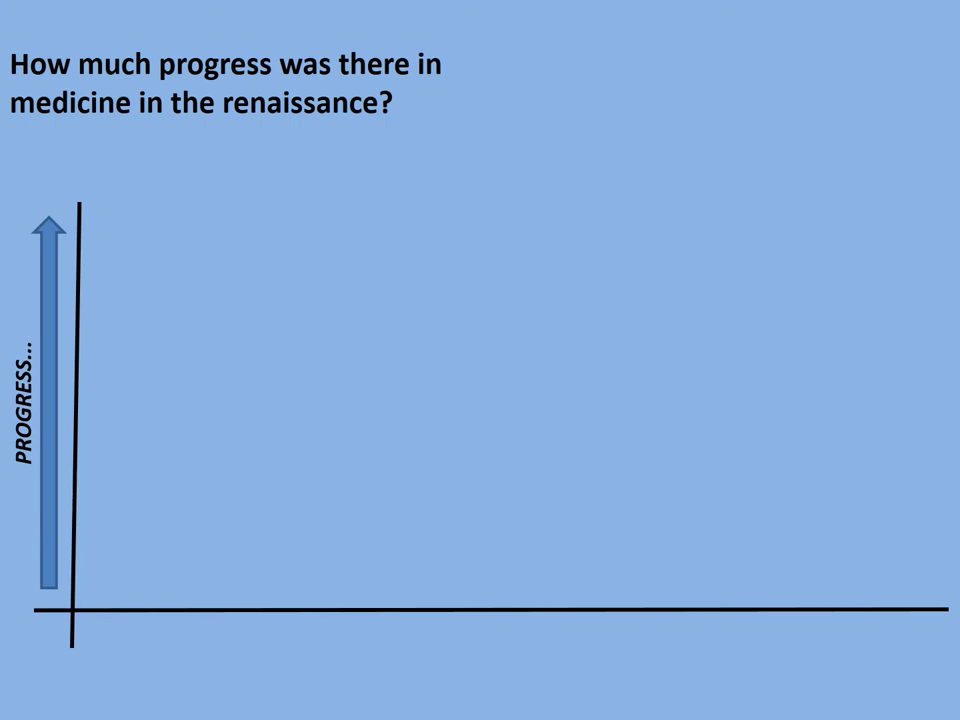 How much progress was there in
medicine in the renaissance?
PROGRESS...